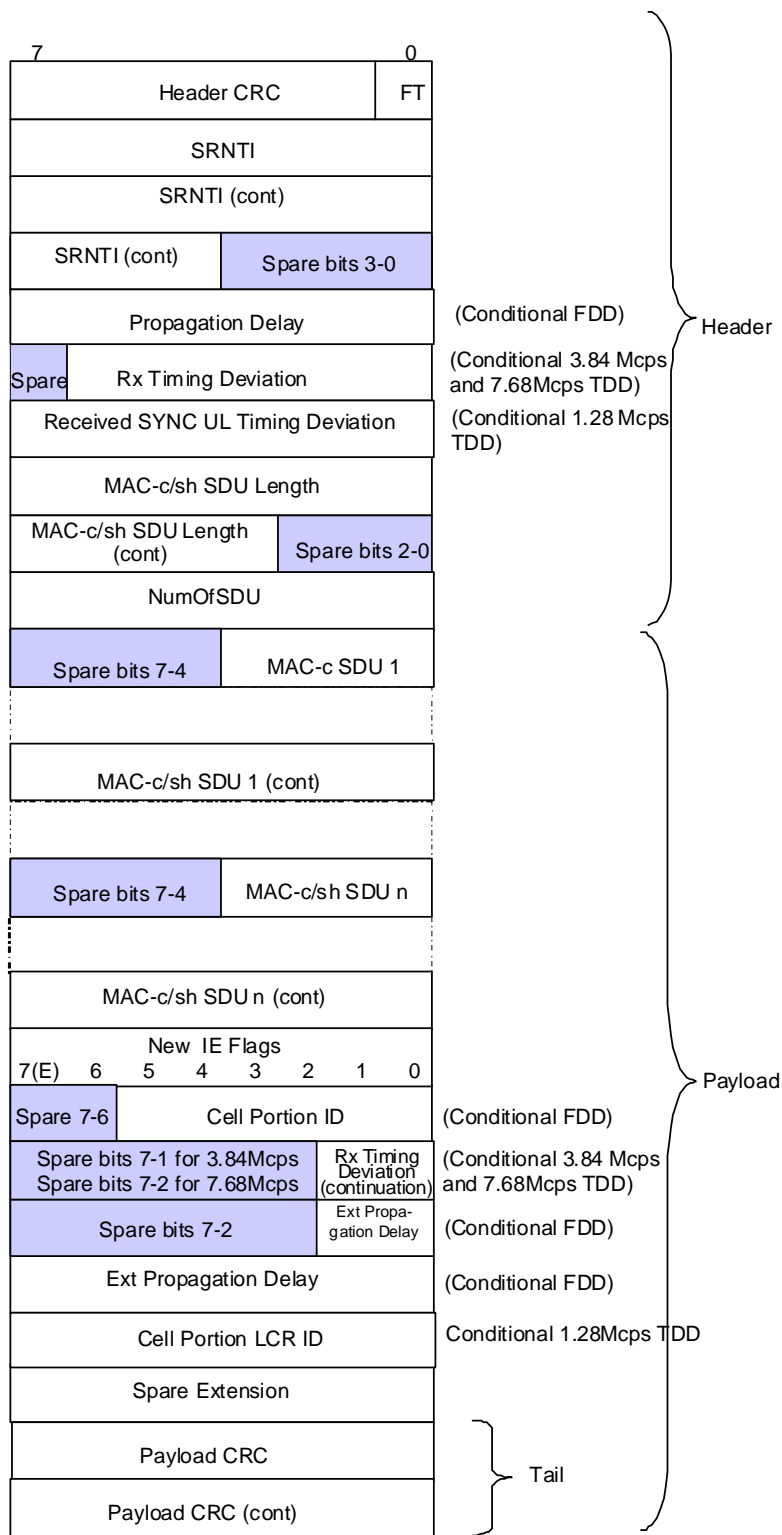 7 0
Header CRC FT
SRNTI
SRNTI (cont)
SRNTI (cont) Spare bits 3-0
Propagation Delay (Conditional FDD)
Header
Spare Rx Timing Deviation (Conditional 3.84 Mcps
and 7.68Mcps TDD)
Received SYNC UL Timing Deviation (Conditional 1.28 Mcps
TDD)
MAC-c/sh SDU Length
MAC-c/sh SDU Length
(cont) Spare bits 2-0
NumOfSDU
Spare bits 7-4 MAC-c SDU 1
MAC-c/sh SDU 1 (cont)
Spare bits 7-4 MAC-c/sh SDU n
MAC-c/sh SDU n (cont)
New IE Flags
7(E) 6 5 4 3 2 1 0
Payload
Spare 7-6 Cell Portion ID (Conditional FDD)
Spare bits 7-1 for 3.84Mcps
Spare bits 7-2 for 7.68Mcps
Rx Timing
Deviation
(continuation)
(Conditional 3.84 Mcps
and 7.68Mcps TDD)
Spare bits 7-2
Ext Propa-
gation Delay
(Conditional FDD)
Ext Propagation Delay (Conditional FDD)
Cell Portion LCR ID Conditional 1.28Mcps TDD
Spare Extension
Payload CRC
Tail
Payload CRC (cont)